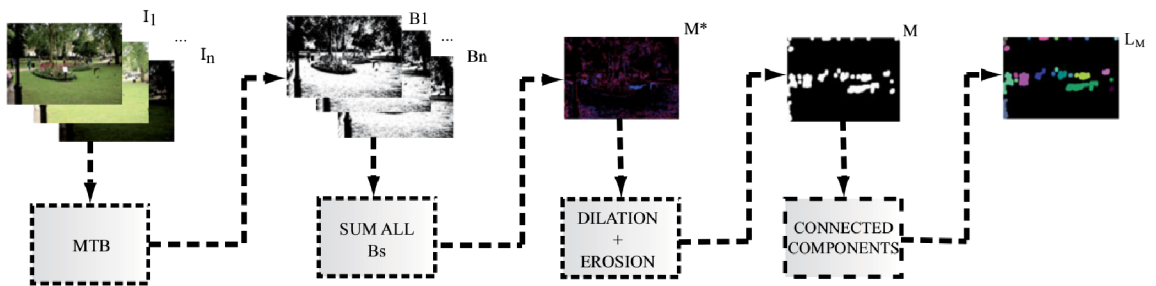 I1
...
In
B1
...
Bn
M*
M
LM
MTB
SUM ALL
Bs
DILATION
+
EROSION
CONNECTED
COMPONENTS